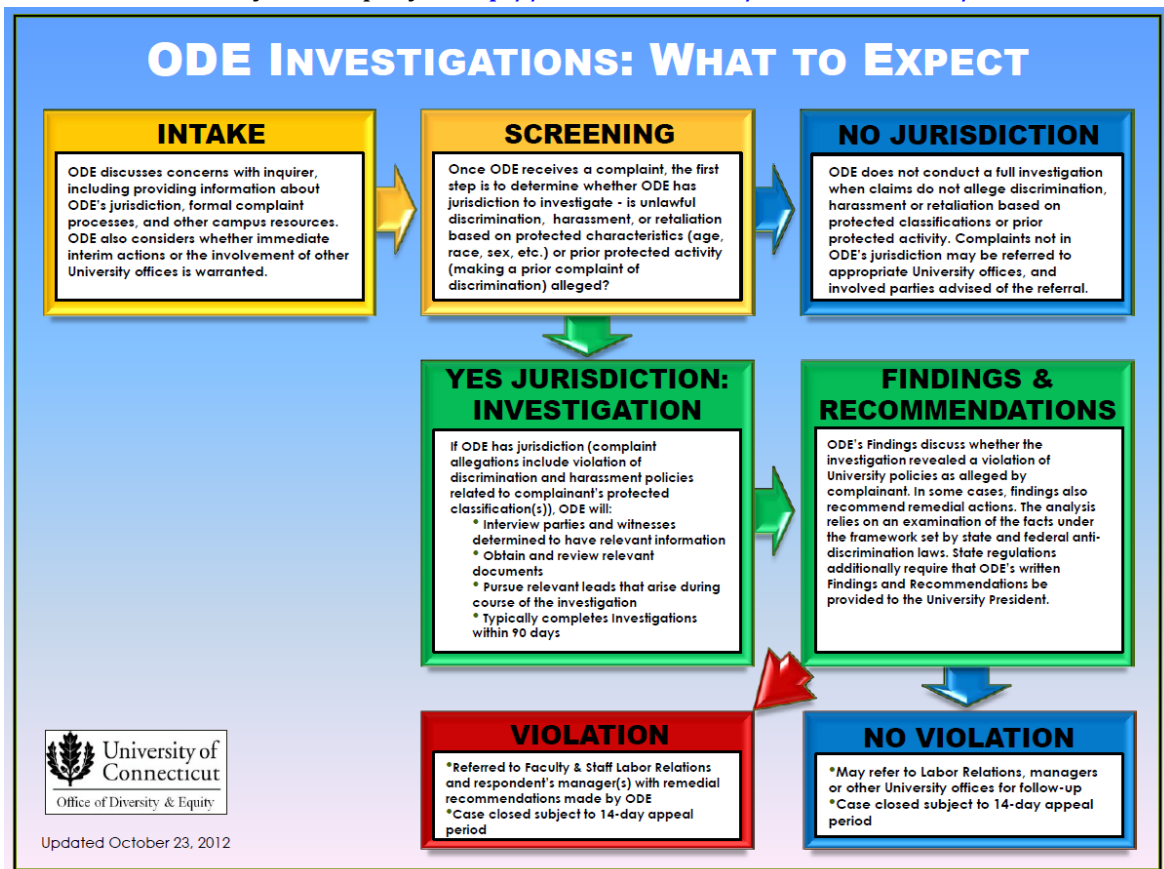 ODE INVESTIGATIONS: WHAT TO EXPECT
INTAKE
ODE discusses concerns with inquirer,
including providing information about
ODE's jurisdiction, formal complaint
processes, and other campus resources.
ODE also considers whether immediate
interim actions or the involvement of other
University offices is warranted.
SCREENING
Once ODE receives a complaint, the first
step is to determine whether ODE has
jurisdiction to investigate - is unlawful
discrimination, harassment, or retaliation
based on protected characteristics (age,
race, sex, etc.) or prior protected activity
(making a prior complaint of
discrimination) alleged?
NO JURISDICTION
ODE does not conduct a full investigation
when claims do not allege discrimination,
harassment or retaliation based on
protected classifications or prior
protected activity. Complaints not in
ODE's jurisdiction may be referred to
appropriate University offices, and
involved parties advised of the referral.
YES JURISDICTION:
INVESTIGATION
If ODE has jurisdiction (complaint
allegations include violation of
discrimination and harassment policies
related to complainant's protected
classification(s)), ODE will:
• Interview parties and witnesses
determined to have relevant information
• Obtain and review relevant
documents
• Pursue relevant leads that arise during
course of the investigation
• Typically completes Investigations
within 90 days
FINDINGS &
RECOMMENDATIONS
ODE's Findings discuss whether the
investigation revealed a violation of
University policies as alleged by
complainant. In some cases, findings also
recommend remedial actions. The analysis
relies on an examination of the facts under
the framework set by state and federal anti-
discrimination laws. State regulations
additionally require that ODE's written
Findings and Recommendations be
provided to the University President.
VIOLATION
•Referred to Faculty & Staff Labor Relations
and respondent's manager(s) with remedial
recommendations made by ODE
•Case closed subject to 14-day appeal
period
NO VIOLATION
•May refer to Labor Relations, managers
or other University offices for follow-up
•Case closed subject to 14-day appeal
period
University of
Connecticut
Office of Diversity & Equity
Updated October 23, 2012